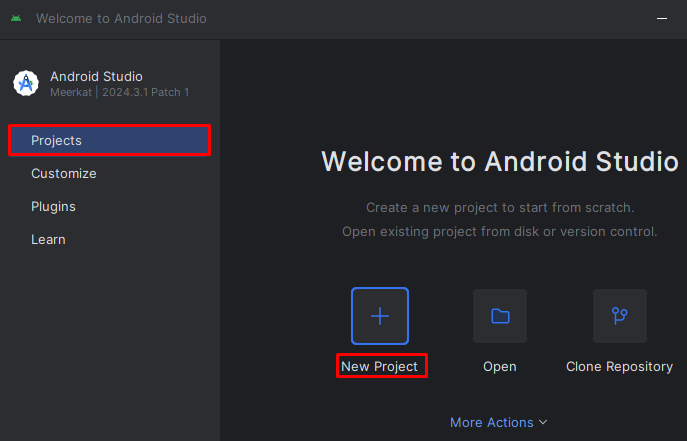 Welcome to Android Studio
Android Studio
Meerkat | 2024.3.1 Patch 1
Projects
Customize
Plugins
Learn
Welcome to Android Studio
Create a new project to start from scratch.
Open existing project from disk or version control.
New Project
Open
Clone Repository
More Actions